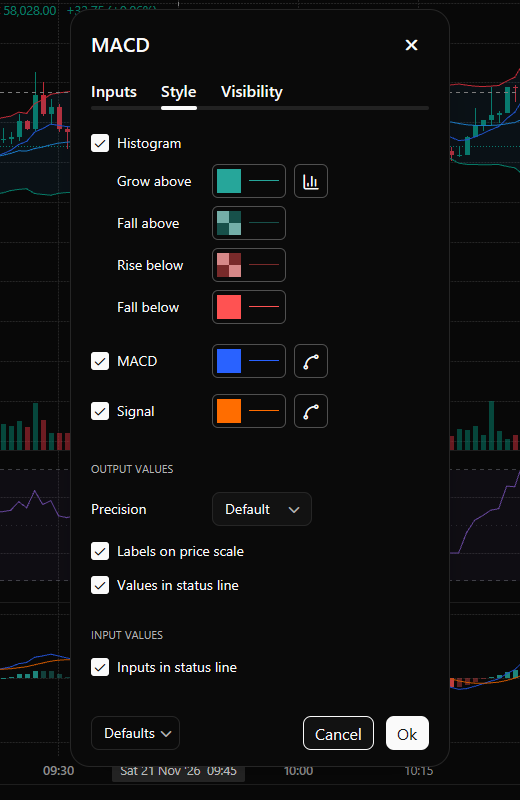 58,028.00 +32.75 (+0.06%)
MACD
Inputs Style Visibility
Histogram
Grow above
Fall above
Rise below
Fall below
MACD
Signal
OUTPUT VALUES
Precision Default
Labels on price scale
Values in status line
INPUT VALUES
Inputs in status line
Defaults Cancel Ok
09:30 Sat 21 Nov '26 09:45 10:00 10:15